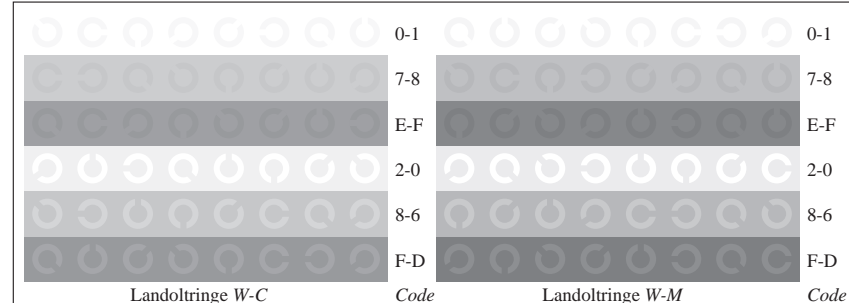 0-1 0-1
7-8 7-8
E-F E-F
2-0 2-0
8-6 8-6
F-D F-D
Landoltringe W-C Code Landoltringe W-M Code